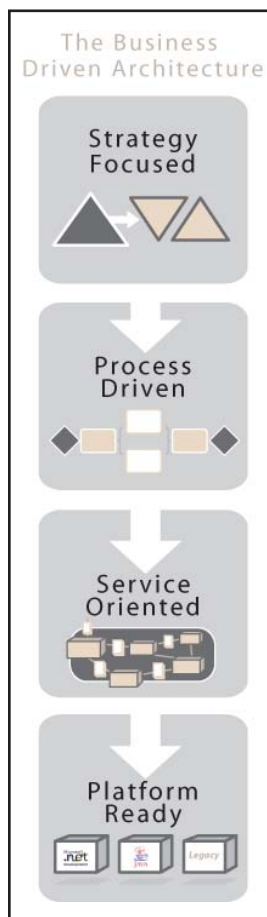 The Business
Driven Architecture
Strategy
Focused
Process
Driven
Service
Oriented
Platform
Ready
.net
Java
Legacy